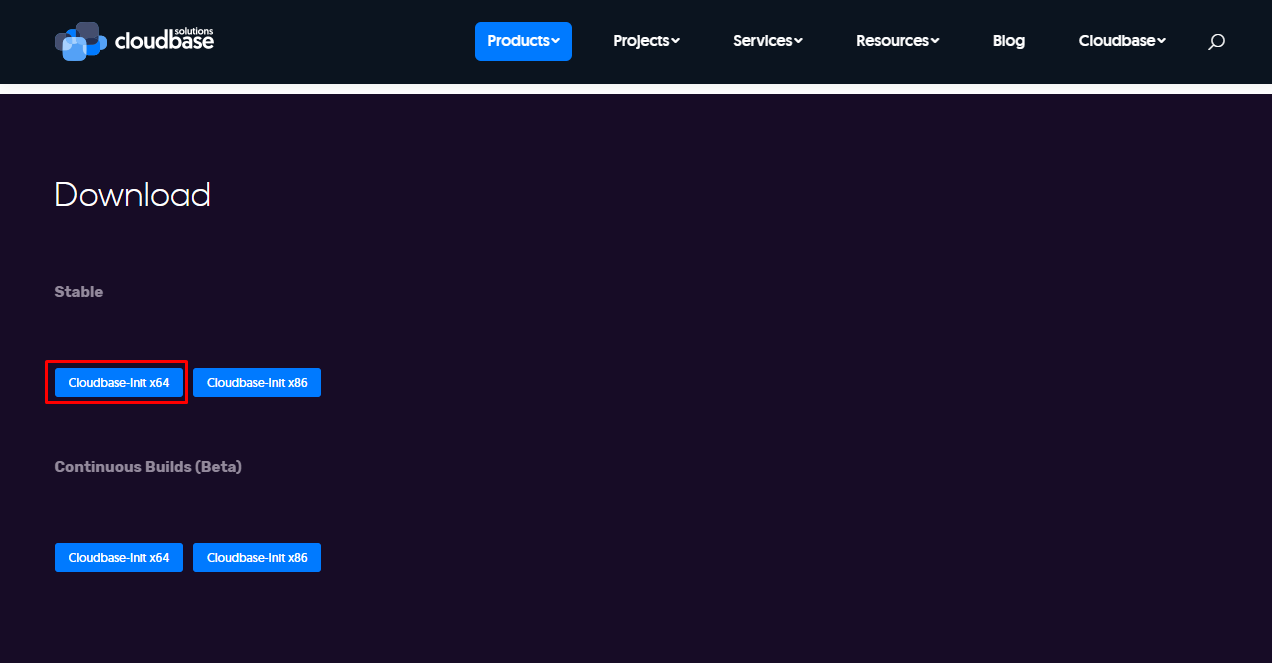 solutions
cloudbase
Products Projects Services Resources Blog Cloudbase
Download
Stable
Cloudbase-Init x64 Cloudbase-Init x86
Continuous Builds (Beta)
Cloudbase-Init x64 Cloudbase-Init x86